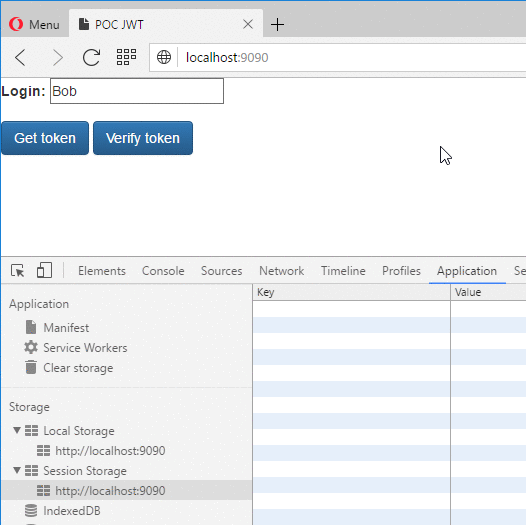 Menu POC JWT
localhost:9090
Login: Bob
Get token Verify token
Elements Console Sources Network Timeline Profiles Application Se
Application
Key Value
Manifest
Service Workers
Clear storage
Storage
Local Storage
http://localhost:9090
Session Storage
http://localhost:9090
IndexedDB